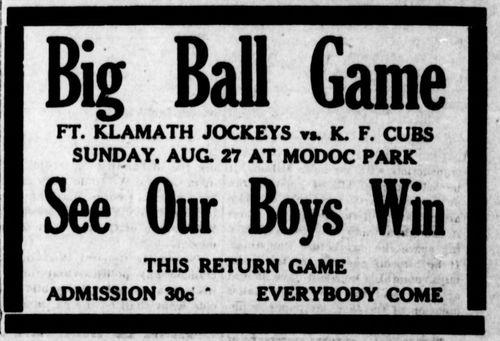 Big Ball Game
FT. KLAMATH JOCKEYS vs. K. F. CUBS
SUNDAY, AUG. 27 AT MODOC PARK
See Our Boys Win
THIS RETURN GAME
ADMISSION 30c EVERYBODY COME